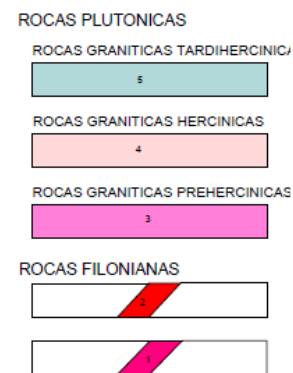 ROCAS PLUTONICAS
ROCAS GRANITICAS TARDIHERCINICA
5
ROCAS GRANITICAS HERCINICAS
4
ROCAS GRANITICAS PREHERCINICAS
3
ROCAS FILONIANAS
2
1